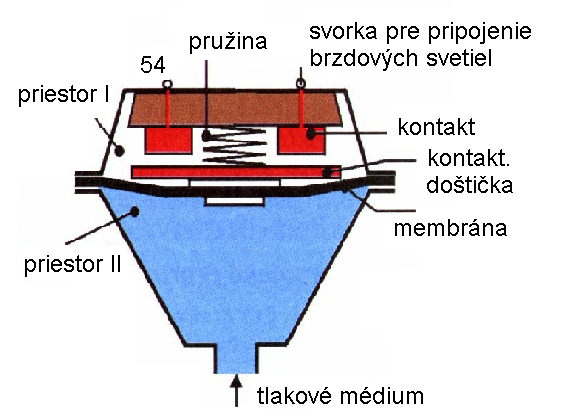 svorka pre pripojenie
brzdových svetiel
pružina
54
priestor I
kontakt
kontakt.
doštička
membrána
priestor II
tlakové médium